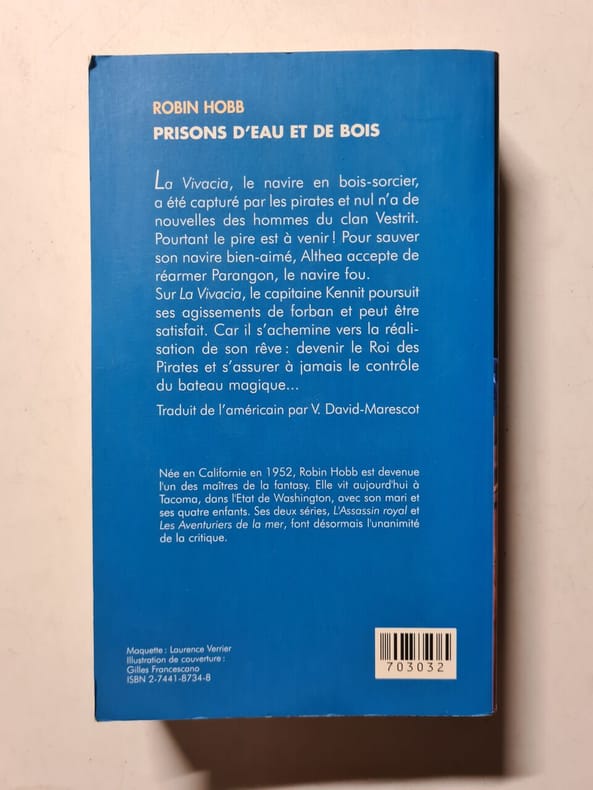 ROBIN HOBB
PRISONS D'EAU ET DE BOIS
La Vivacia, le navire en bois-sorcier,
a été capturé par les pirates et nul n'a de
nouvelles des hommes du clan Vestrit.
Pourtant le pire est à venir ! Pour sauver
son navire bien-aimé, Althea accepte de
réarmer Parangon, le navire fou.
Sur La Vivacia, le capitaine Kennit poursuit
ses agissements de forban et peut être
satisfait. Car il s'achemine vers la réali-
sation de son rêve : devenir le Roi des
Pirates et s'assurer à jamais le contrôle
du bateau magique...
Traduit de l'américain par V. David-Marescot
Née en Californie en 1952, Robin Hobb est devenue
l'un des maîtres de la fantasy. Elle vit aujourd'hui à
Tacoma, dans l'Etat de Washington, avec son mari et
ses quatre enfants. Ses deux séries, L'Assassin royal et
Les Aventuriers de la mer, font désormais l'unanimité
de la critique.
Maquette : Laurence Verrier
Illustration de couverture :
Gilles Francescano
ISBN 2-7441-8734-8
703032